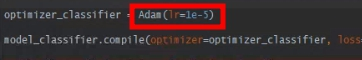 optimizer_classifier = Adam(lr=1e-5)
model_classifier.compile(optimizer=optimizer_classifier, loss